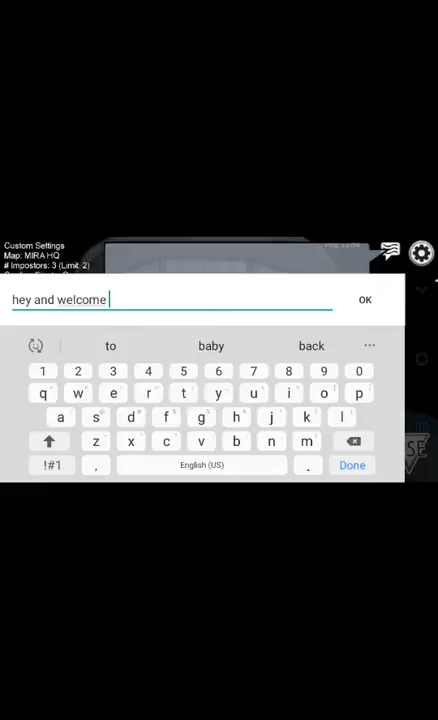 Custom Settings
Map: MIRA HQ
# Impostors: 3 (Limit: 2)
hey and welcome
OK
to baby back
1 2 3 4 5 6 7 8 9 0
q w e r t y u i o p
a s d f g h j k l
z x c v b n m
!#1 , English (US) . Done
SE